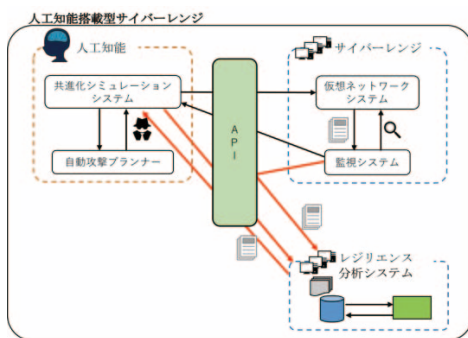 人工知能搭載型サイバーレンジ
人工知能
サイバーレンジ
共進化シミュレーション
システム
仮想ネットワーク
システム
API
自動攻撃プランナー
監視システム
レジリエンス
分析システム